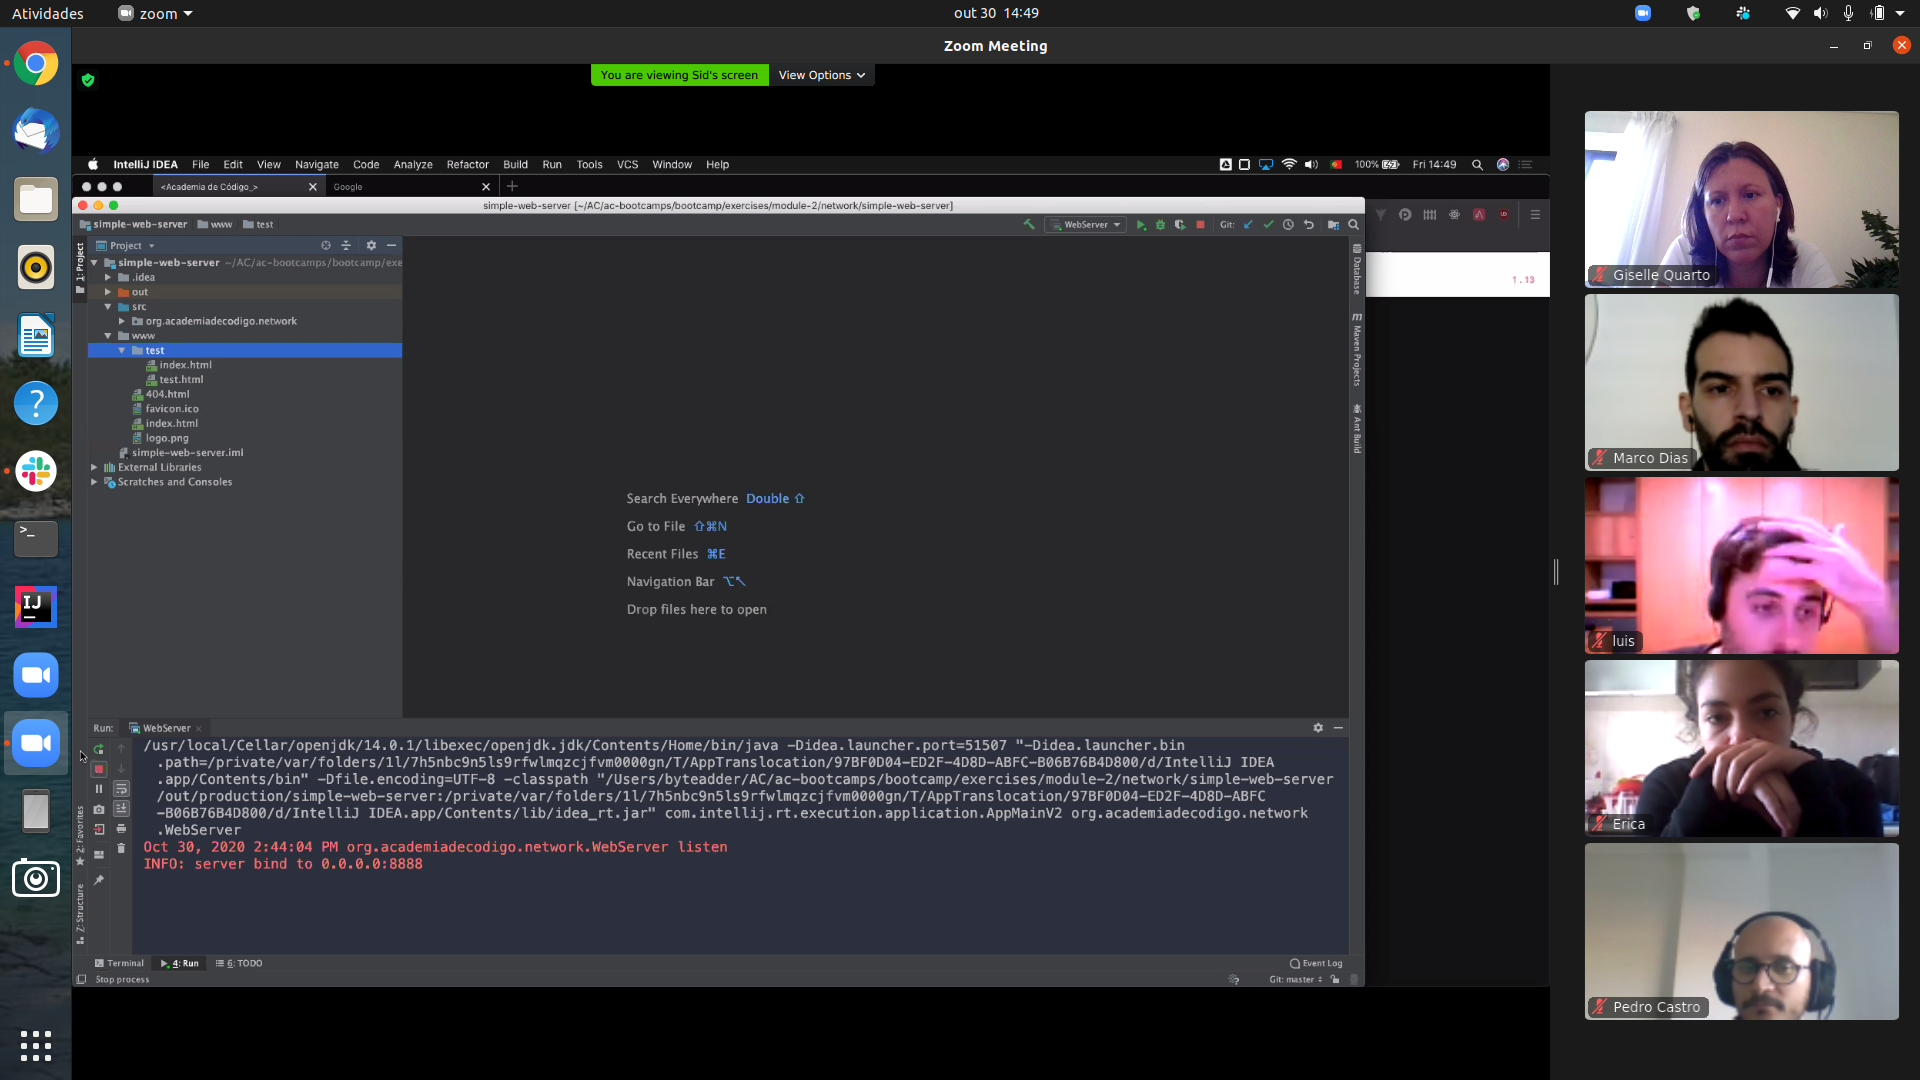 Atividades
zoom
out 30 14:49
Zoom Meeting
You are viewing Sid's screen
View Options
IntelliJ IDEA File Edit View Navigate Code Analyze Refactor Build Run Tools VCS Window Help
100%
Fri 14:49
<Academia de Código_>
Google
simple-web-server [~/AC/ac-bootcamps/bootcamp/exercises/module-2/network/simple-web-server]
simple-web-server www test
WebServer
Git:
1: Project
Project
simple-web-server ~/AC/ac-bootcamps/bootcamp/exe
.idea
out
src
org.academiadecodigo.network
www
test
index.html
test.html
404.html
favicon.ico
index.html
logo.png
simple-web-server.iml
External Libraries
Scratches and Consoles
Search Everywhere Double ⇧
Go to File ⇧⌘N
Recent Files ⌘E
Navigation Bar ⌥↖
Drop files here to open
Database
Maven Projects
Ant Build
1.13
Run: WebServer
/usr/local/Cellar/openjdk/14.0.1/libexec/openjdk.jdk/Contents/Home/bin/java -Didea.launcher.port=51507 "-Didea.launcher.bin
.path=/private/var/folders/1l/7h5nbc9n5ls9rfwlmqzcjfvm0000gn/T/AppTranslocation/97BF0D04-ED2F-4D8D-ABFC-B06B76B4D800/d/IntelliJ IDEA
.app/Contents/bin" -Dfile.encoding=UTF-8 -classpath "/Users/byteadder/AC/ac-bootcamps/bootcamp/exercises/module-2/network/simple-web-server
/out/production/simple-web-server:/private/var/folders/1l/7h5nbc9n5ls9rfwlmqzcjfvm0000gn/T/AppTranslocation/97BF0D04-ED2F-4D8D-ABFC
-B06B76B4D800/d/IntelliJ IDEA.app/Contents/lib/idea_rt.jar" com.intellij.rt.execution.application.AppMainV2 org.academiadecodigo.network
.WebServer
Oct 30, 2020 2:44:04 PM org.academiadecodigo.network.WebServer listen
INFO: server bind to 0.0.0.0:8888
2: Favorites
Z: Structure
Terminal
4: Run
6: TODO
Event Log
Stop process
Git: master
Giselle Quarto
Marco Dias
luis
Erica
Pedro Castro